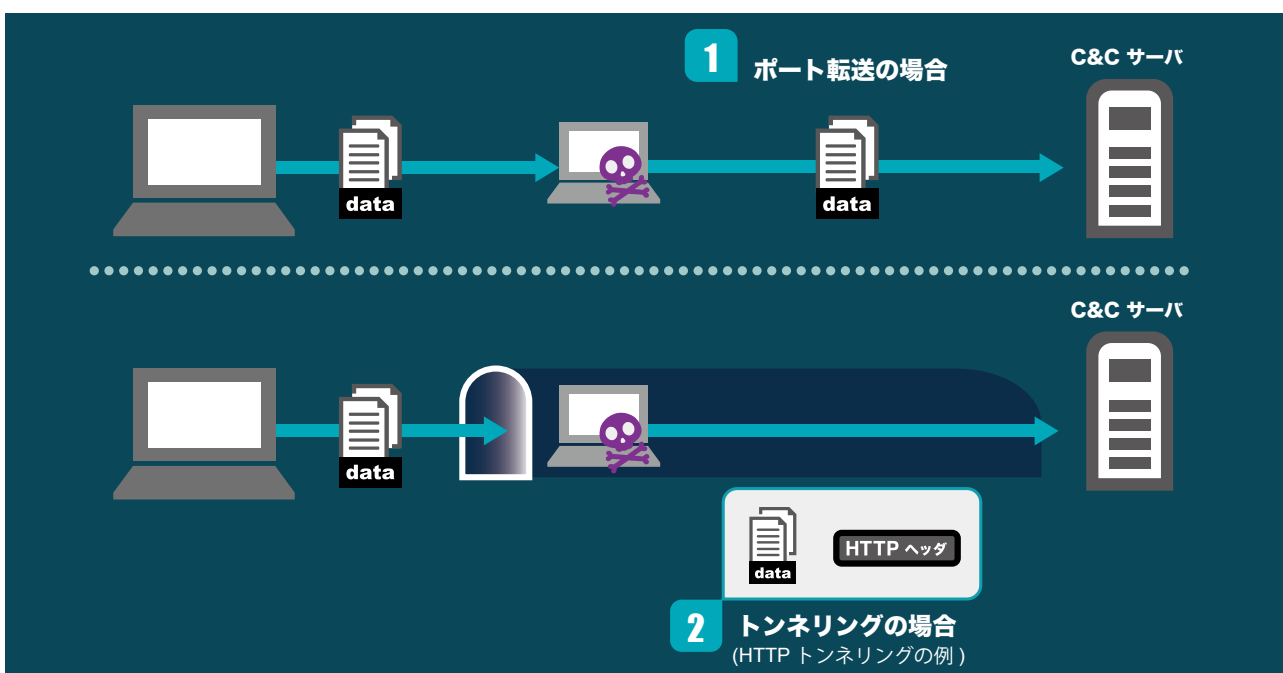 1
ポート転送の場合
C&C サーバ
data
data
C&C サーバ
data
data
HTTP ヘッダ
2
トンネリングの場合
(HTTP トンネリングの例 )